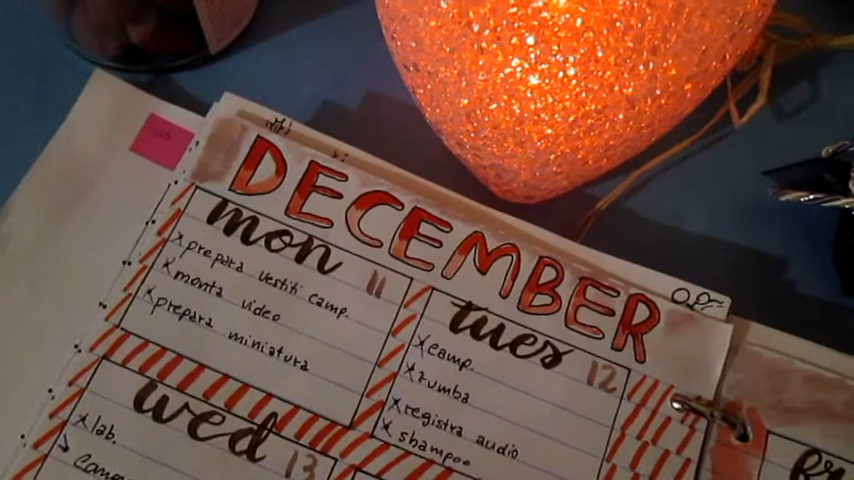 DECEMBER
mon 11
x prepara vestiti camp.
x monta video
x prepara miniatura
tues 12
x camp.
x zumba
x registra audio
x shampoo
wed 13
x lab.